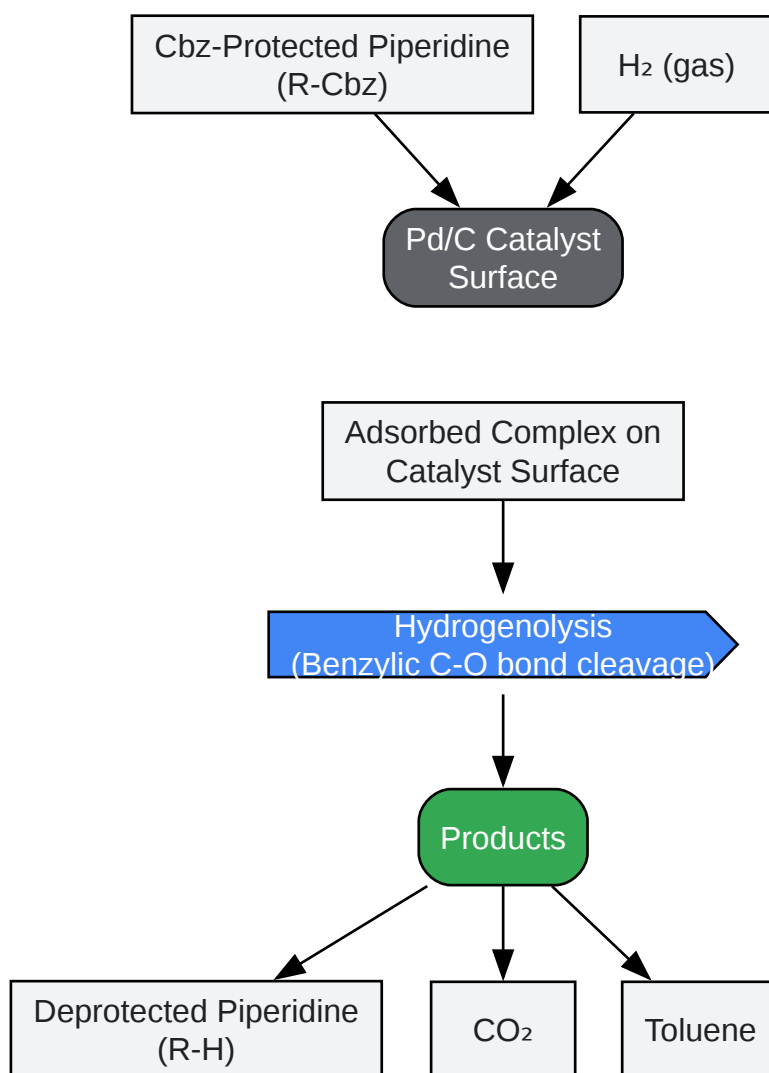 Cbz-Protected Piperidine
(R-Cbz)
H₂ (gas)
Pd/C Catalyst
Surface
Adsorbed Complex on
Catalyst Surface
Hydrogenolysis
(Benzylic C-O bond cleavage)
Products
Deprotected Piperidine
(R-H)
CO₂
Toluene